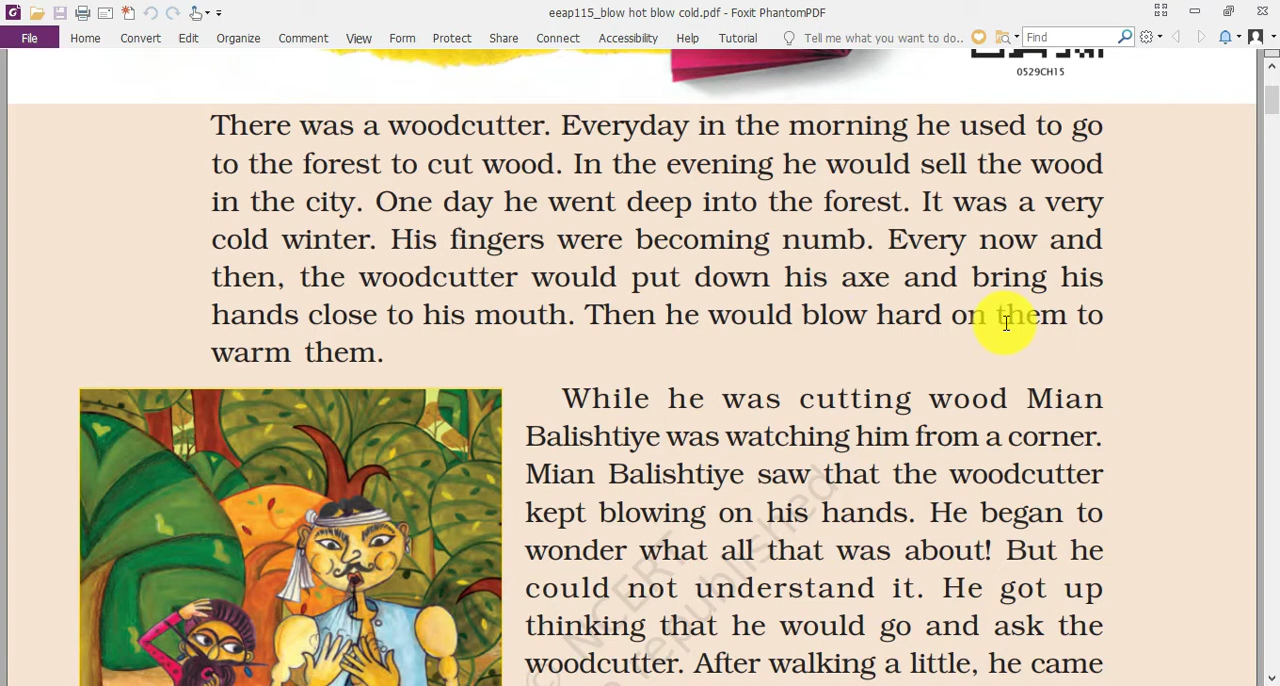 eeap115_blow hot blow cold.pdf - Foxit PhantomPDF
File Home Convert Edit Organize Comment View Form Protect Share Connect Accessibility Help Tutorial Tell me what you want to do.. Find
0529CH15
There was a woodcutter. Everyday in the morning he used to go
to the forest to cut wood. In the evening he would sell the wood
in the city. One day he went deep into the forest. It was a very
cold winter. His fingers were becoming numb. Every now and
then, the woodcutter would put down his axe and bring his
hands close to his mouth. Then he would blow hard on them to
warm them.
While he was cutting wood Mian
Balishtiye was watching him from a corner.
Mian Balishtiye saw that the woodcutter
kept blowing on his hands. He began to
wonder what all that was about! But he
could not understand it. He got up
thinking that he would go and ask the
woodcutter. After walking a little, he came
© NCERT
republished